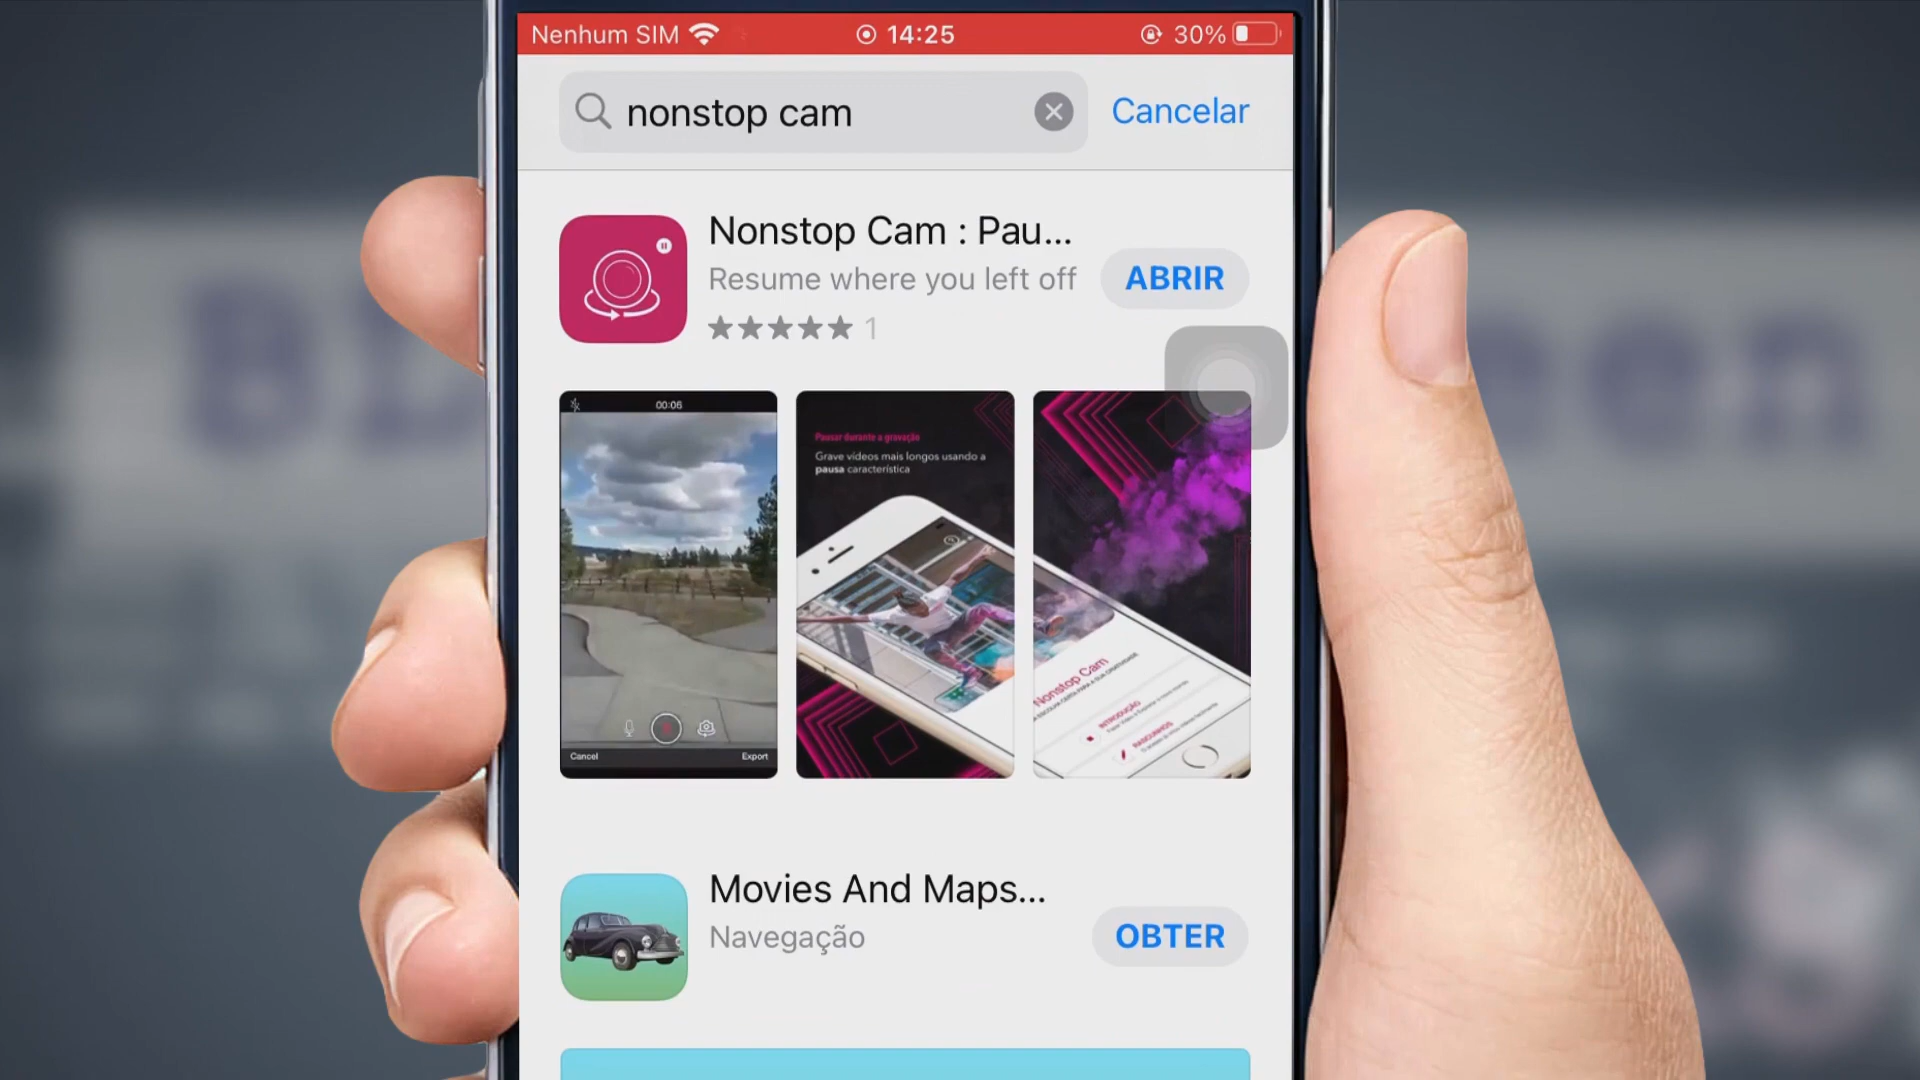 Nenhum SIM
14:25
30%
nonstop cam
Cancelar
Nonstop Cam : Pau...
Resume where you left off
ABRIR
1
00:06
Cancel
Export
Pausar durante a gravação
Grave vídeos mais longos usando a
pausa característica
Nonstop Cam
INTRODUÇÃO
RASCUNHOS
Movies And Maps...
Navegação
OBTER